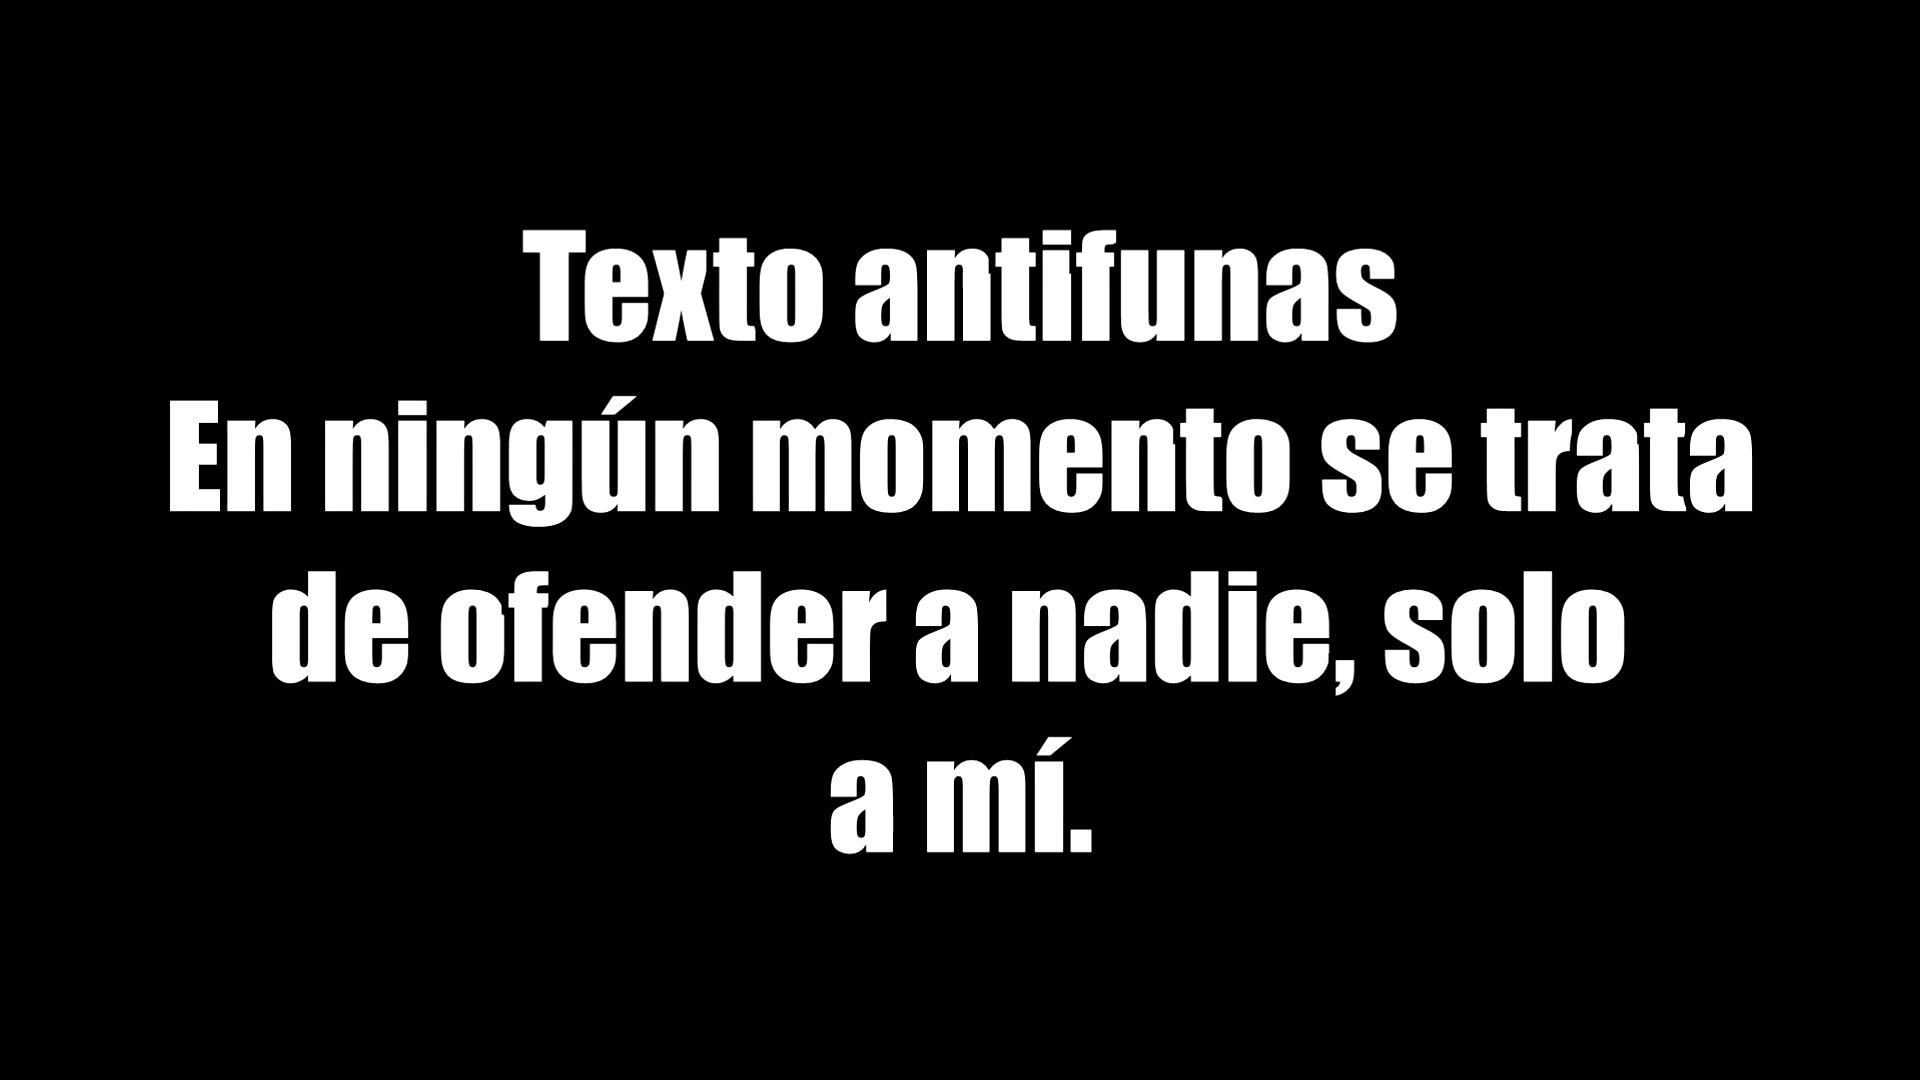 Texto antifunas
En ningún momento se trata
de ofender a nadie, solo
a mí.